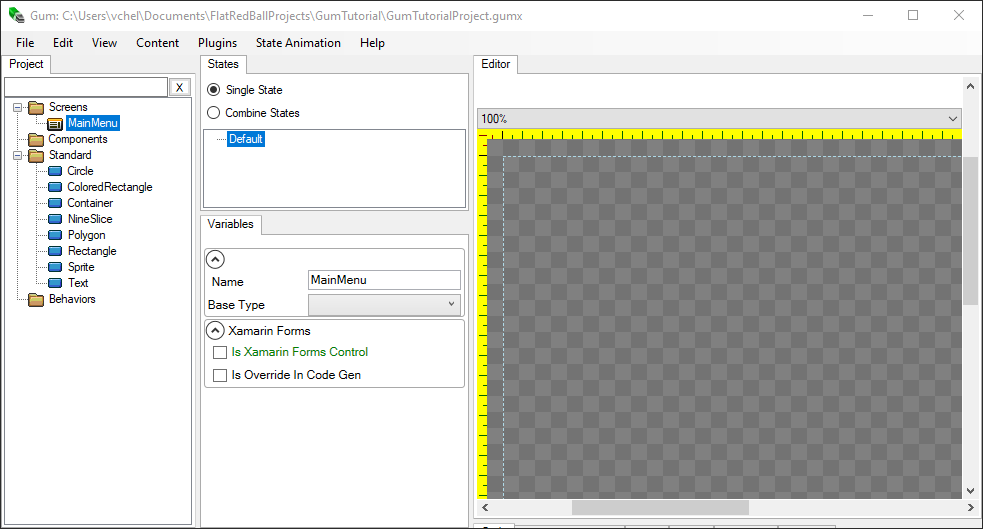 Gum: C:\Users\vchel\Documents\FlatRedBallProjects\GumTutorial\GumTutorialProject.gumx
File Edit View Content Plugins State Animation Help
Project
X
Screens
MainMenu
Components
Standard
Circle
ColoredRectangle
Container
NineSlice
Polygon
Rectangle
Sprite
Text
Behaviors
States
Single State
Combine States
Default
Variables
Name MainMenu
Base Type
Xamarin Forms
Is Xamarin Forms Control
Is Override In Code Gen
Editor
100%